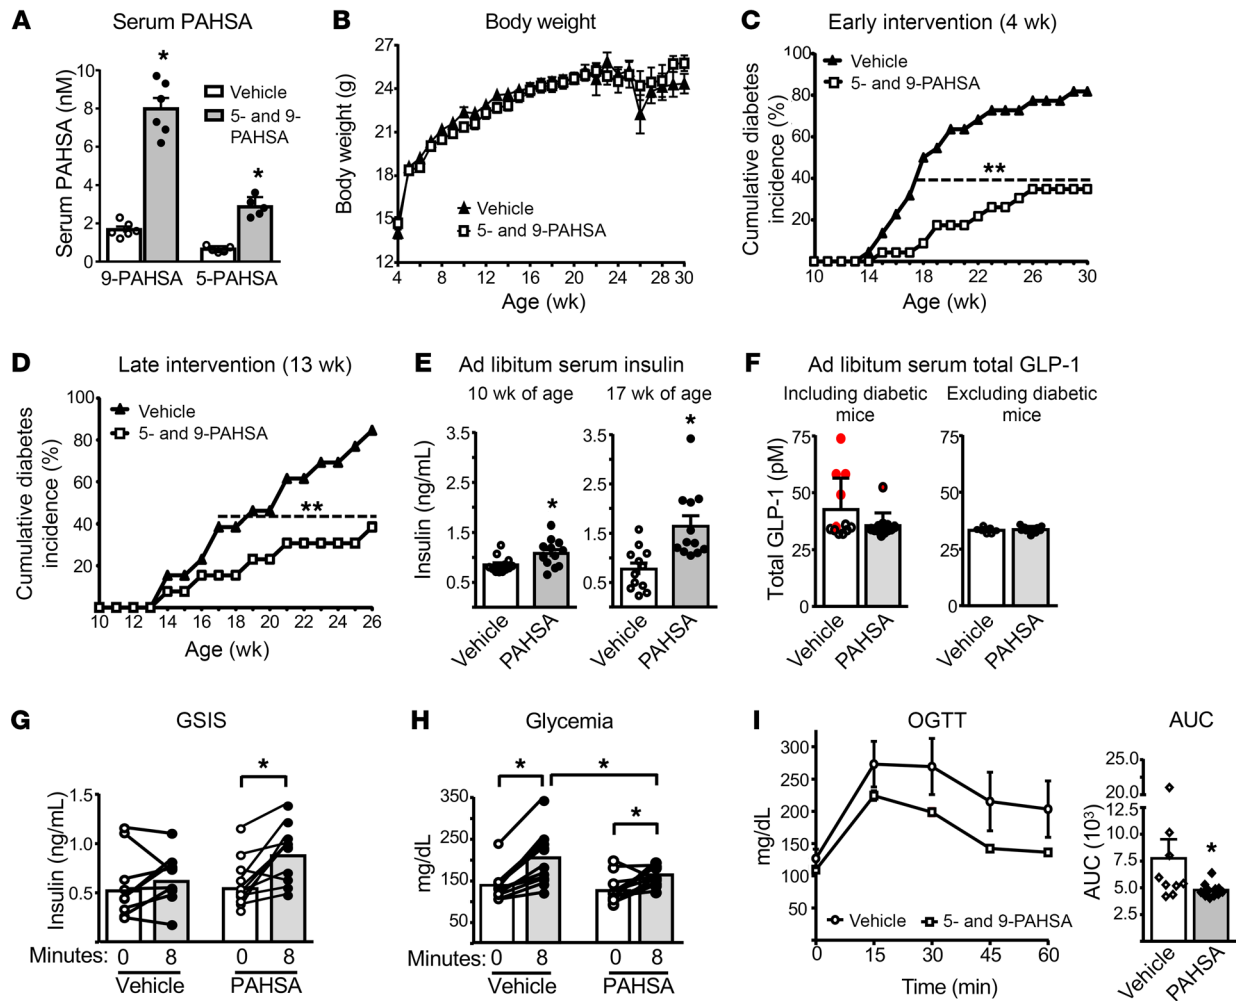 A Serum PAHSA
Serum PAHSA (nM)
10
8
6
4
2
0
* *
Vehicle
5- and 9-
PAHSA
9-PAHSA 5-PAHSA
B Body weight
Body weight (g)
27
24
21
18
15
12
Vehicle
5- and 9-PAHSA
4 8 12 16 20 24 28 30
Age (wk)
C Early intervention (4 wk)
Cumulative diabetes
incidence (%)
100
80
60
40
20
Vehicle
5- and 9-PAHSA
**
10 14 18 22 26 30
Age (wk)
D Late intervention (13 wk)
Cumulative diabetes
incidence (%)
100
80
60
40
20
Vehicle
5- and 9-PAHSA
**
10 12 14 16 18 20 22 24 26
Age (wk)
E Ad libitum serum insulin
10 wk of age 17 wk of age
Insulin (ng/mL)
3.5
2.5
1.5
0.5
*
Vehicle PAHSA
3.5
2.5
1.5
0.5
*
Vehicle PAHSA
F Ad libitum serum total GLP-1
Including diabetic
mice
Excluding diabetic
mice
Total GLP-1 (pM)
75
50
25
0
Vehicle PAHSA
75
50
25
0
Vehicle PAHSA
G GSIS
Insulin (ng/mL)
1.5
1.0
0.5
*
Minutes: 0 8 0 8
Vehicle PAHSA
H Glycemia
mg/dL
350
250
150
50
* * *
Minutes: 0 8 0 8
Vehicle PAHSA
I OGTT
mg/dL
300
250
200
150
100
50
Vehicle 5- and 9-PAHSA
0 15 30 45 60
Time (min)
AUC
AUC (10³)
25.0
20.0
12.5
10.0
7.5
5.0
2.5
*
Vehicle PAHSA